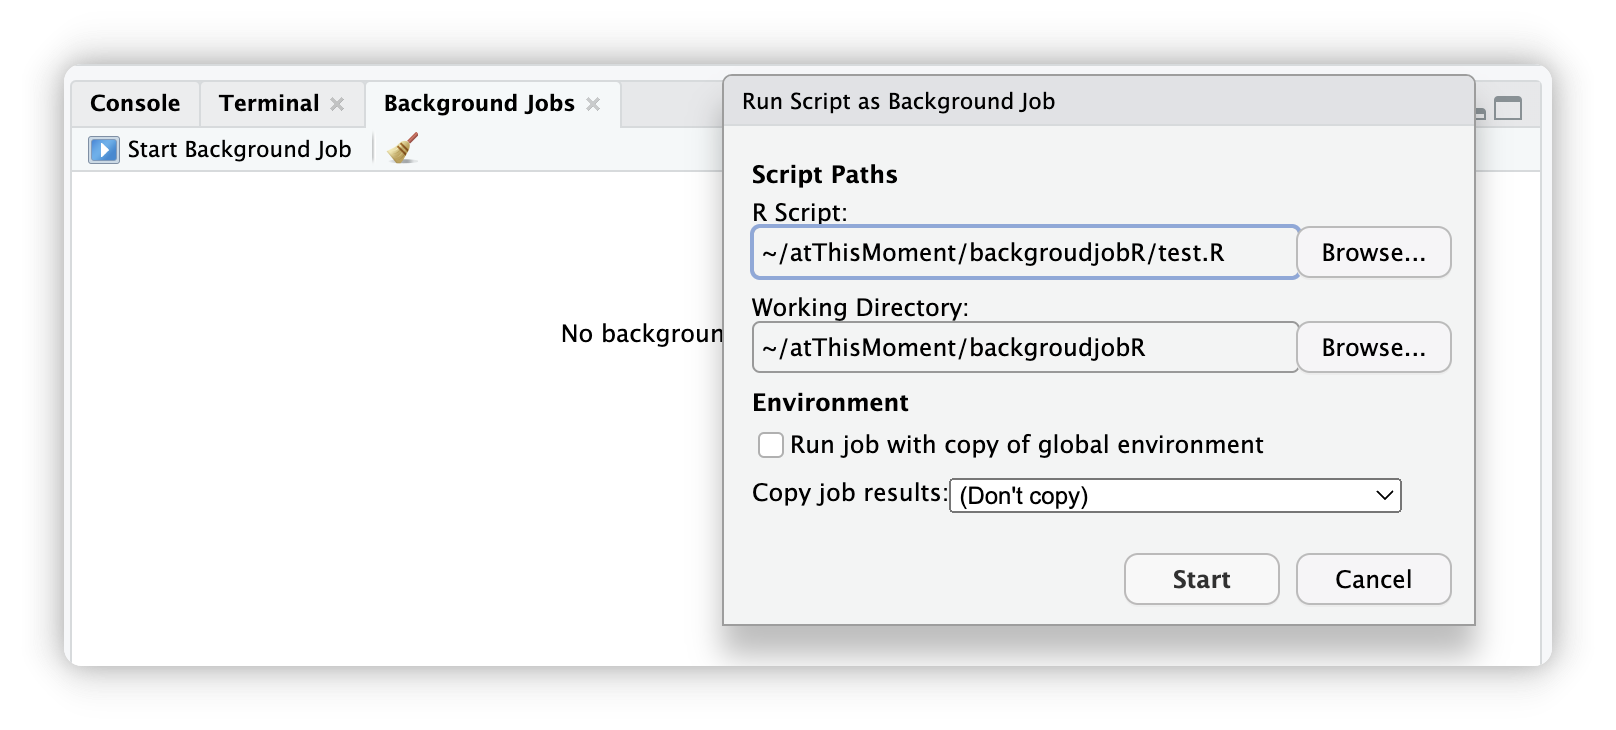 Console Terminal Background Jobs
Start Background Job
No
Run Script as Background Job
Script Paths
R Script:
~/atThisMoment/backgroudjobR/test.R Browse...
Working Directory:
~/atThisMoment/backgroudjobR Browse...
Environment
Run job with copy of global environment
Copy job results: (Don't copy)
Start Cancel